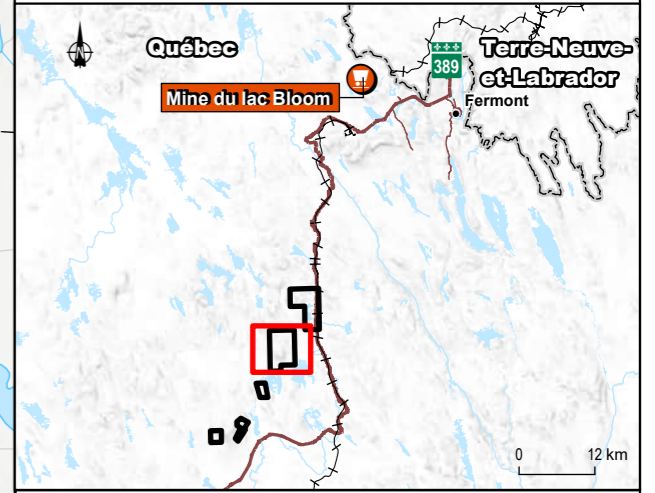 Québec
Terre-Neuve-
et-Labrador
389
Mine du lac Bloom
Fermont
0 12 km